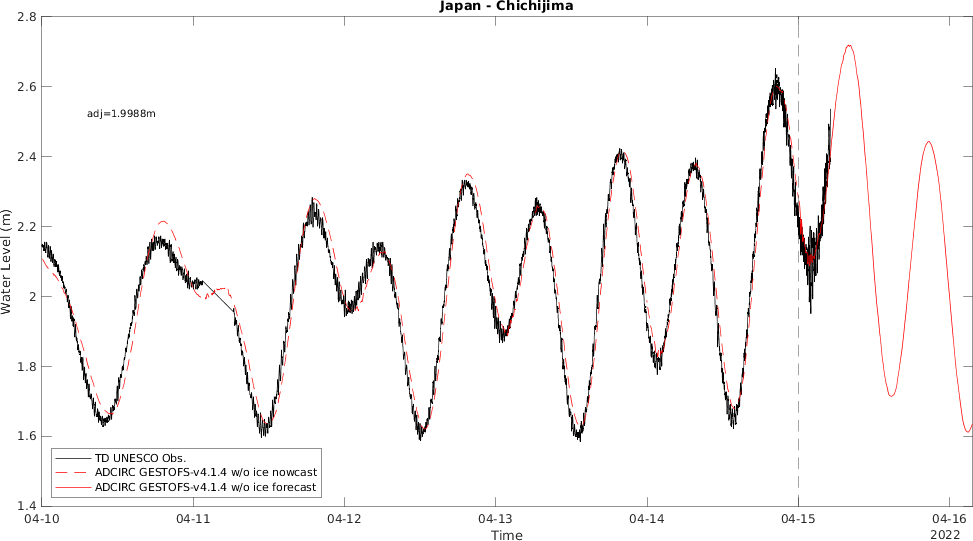 Japan - Chichijima
2.8
2.6
2.4
2.2
2
1.8
1.6
1.4
Water Level (m)
adj=1.9988m
TD UNESCO Obs.
ADCIRC GESTOFS-v4.1.4 w/o ice nowcast
ADCIRC GESTOFS-v4.1.4 w/o ice forecast
04-10 04-11 04-12 04-13 04-14 04-15 04-16
Time 2022